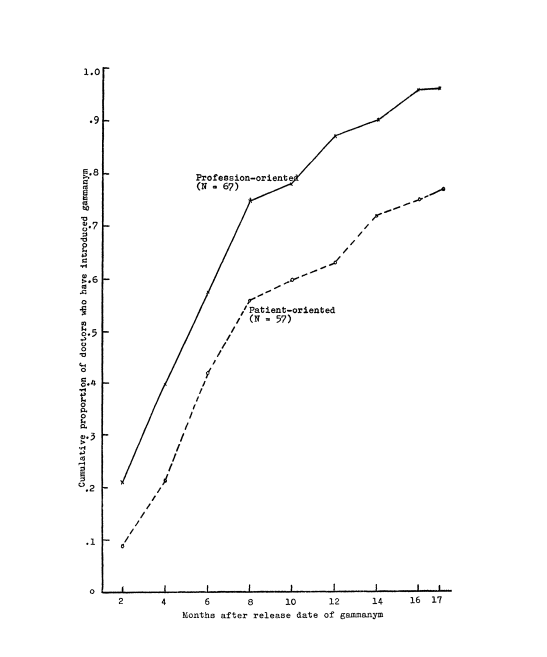 1.0
.9
.8
.7
.6
.5
.4
.3
.2
.1
0
Cumulative proportion of doctors who have introduced gammanym
Profession-oriented
(N = 67)
Patient-oriented
(N = 57)
2 4 6 8 10 12 14 16 17
Months after release date of gammanym